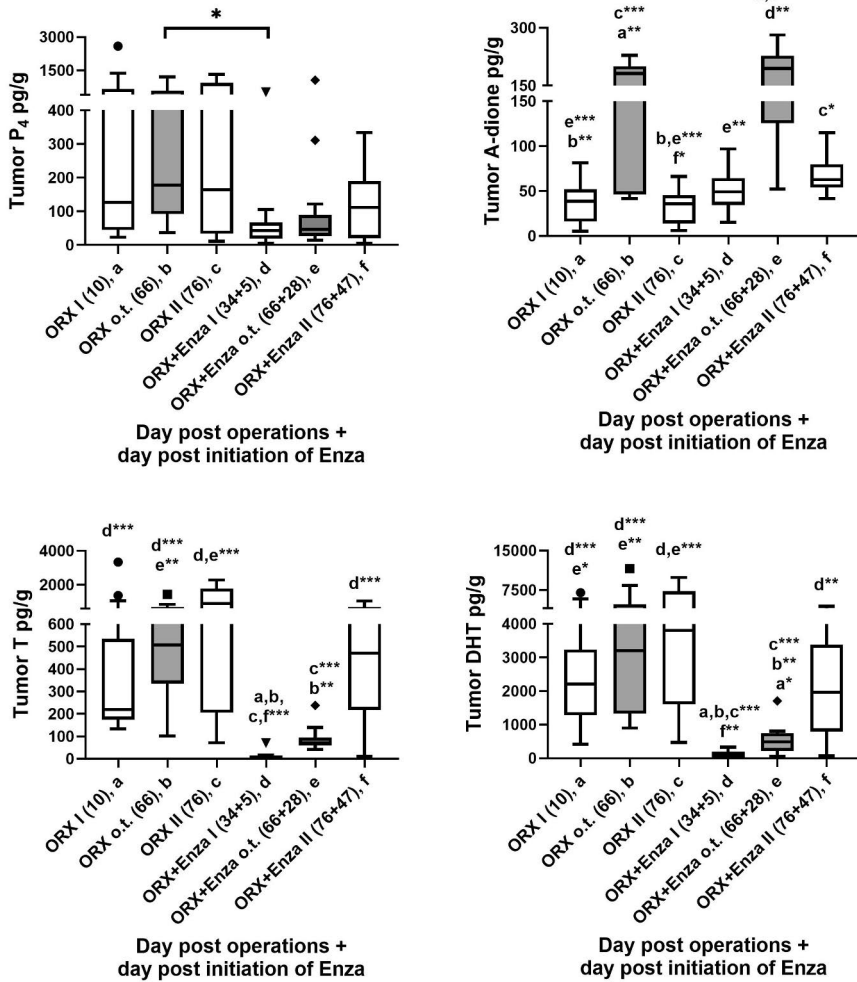 *
Tumor P4 pg/g
3000
1500
400
300
200
100
0
ORX I (10), a
ORX o.t. (66), b
ORX II (76), c
ORX+Enza I (34+5), d
ORX+Enza o.t. (66+28), e
ORX+Enza II (76+47), f
Day post operations +
day post initiation of Enza
Tumor A-dione pg/g
300
150
150
100
50
0
e***
b**
c***
a**
b,e***
f*
e**
d**
c*
ORX I (10), a
ORX o.t. (66), b
ORX II (76), c
ORX+Enza I (34+5), d
ORX+Enza o.t. (66+28), e
ORX+Enza II (76+47), f
Day post operations +
day post initiation of Enza
Tumor T pg/g
4000
2000
600
500
400
300
200
100
0
d***
d***
e**
d,e***
a,b,
c,f***
c***
b**
d***
ORX I (10), a
ORX o.t. (66), b
ORX II (76), c
ORX+Enza I (34+5), d
ORX+Enza o.t. (66+28), e
ORX+Enza II (76+47), f
Day post operations +
day post initiation of Enza
Tumor DHT pg/g
15000
7500
4000
3000
2000
1000
0
d***
e*
d***
e**
d,e***
a,b,c***
f**
c***
b**
a*
d**
ORX I (10), a
ORX o.t. (66), b
ORX II (76), c
ORX+Enza I (34+5), d
ORX+Enza o.t. (66+28), e
ORX+Enza II (76+47), f
Day post operations +
day post initiation of Enza